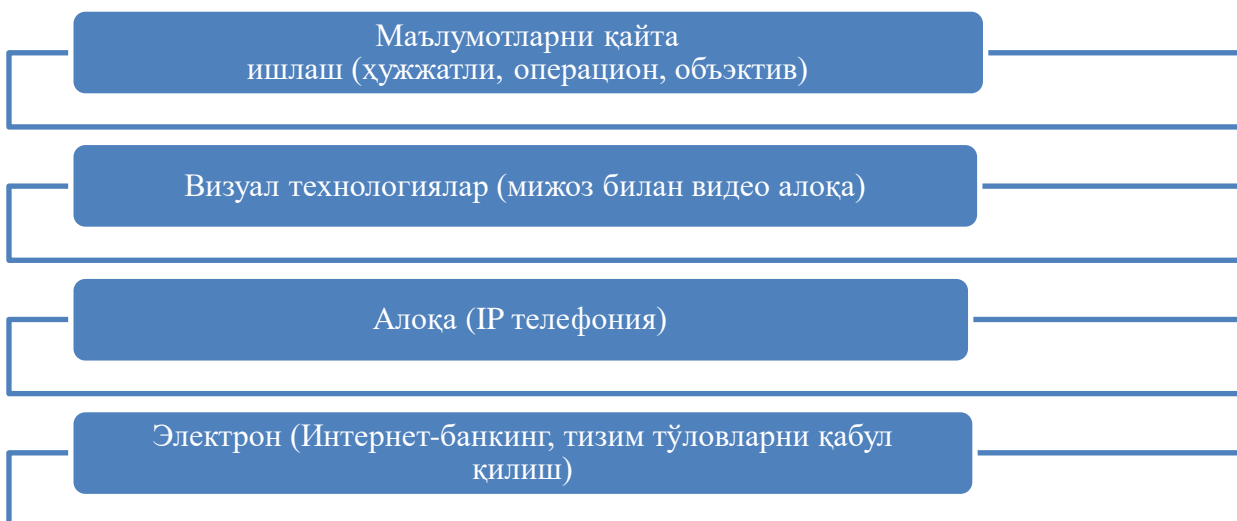 Маълумотларни қайта
ишлаш (ҳужжатли, операцион, объэктив)
Визуал технологиялар (мижоз билан видео алоқа)
Алоқа (IP телефония)
Электрон (Интернет-банкинг, тизим тўловларни қабул
қилиш)